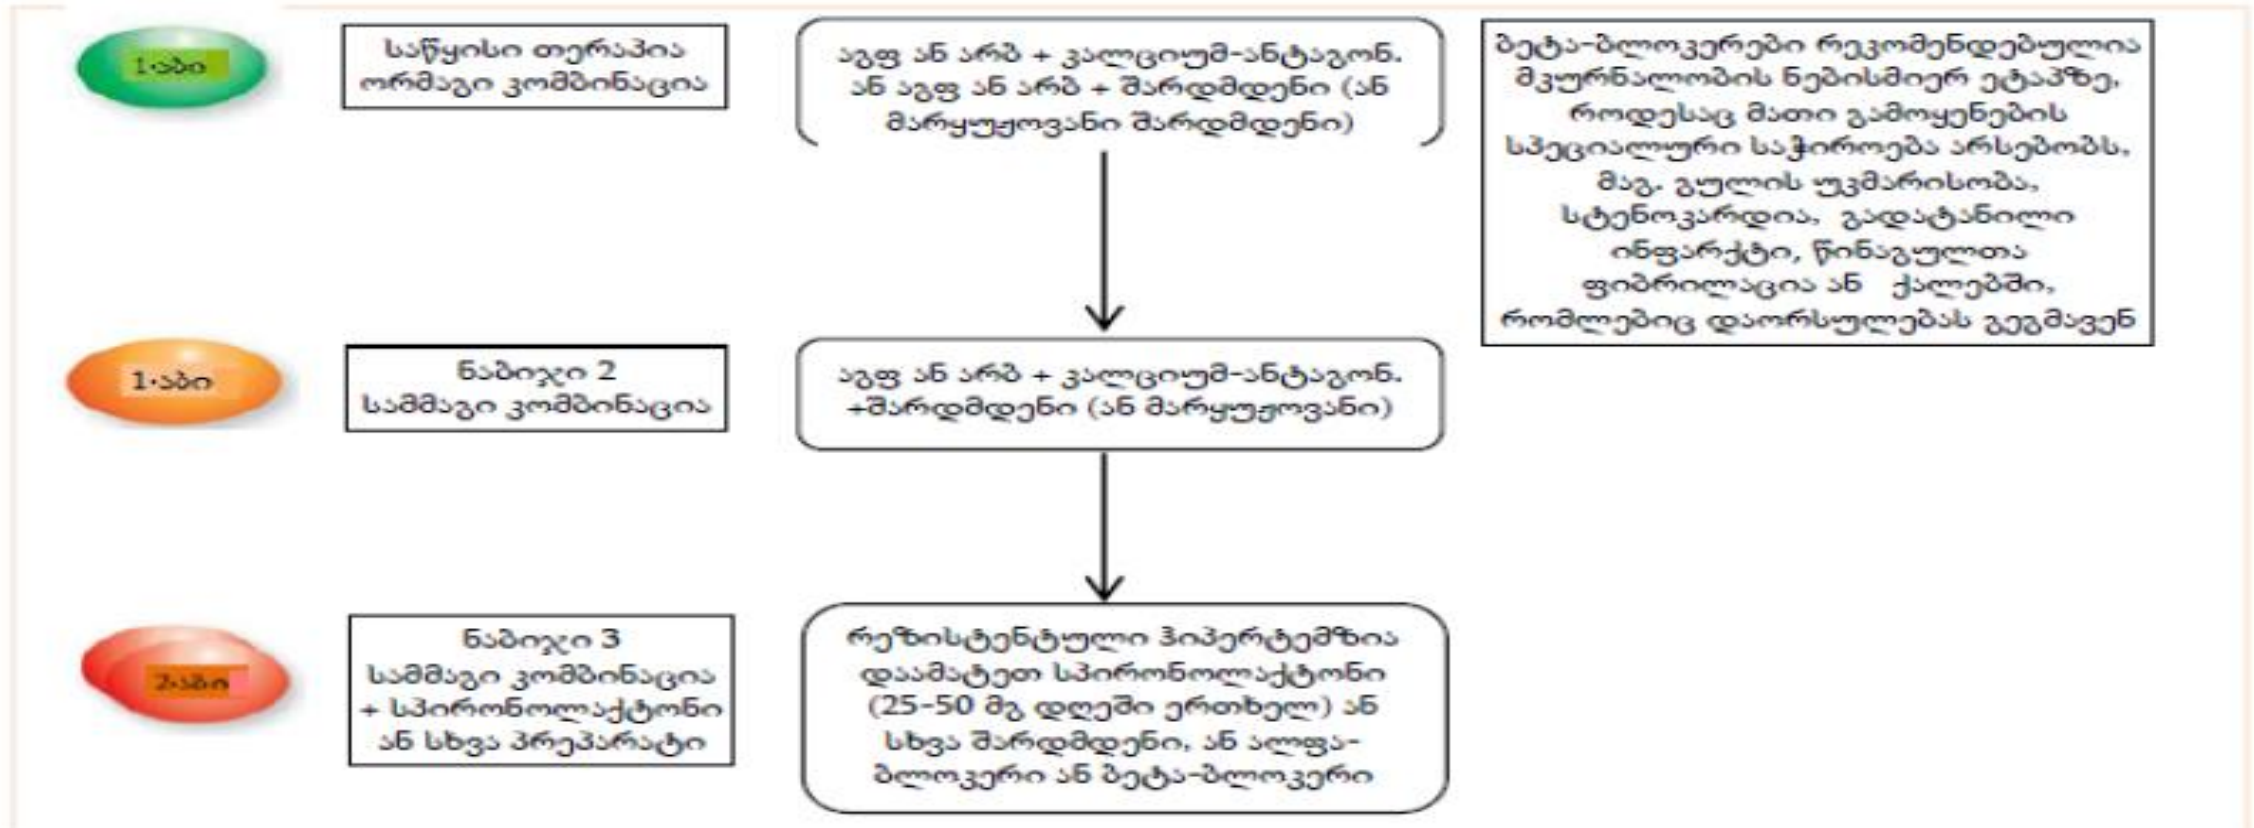 1·აბი
საწყისი თერაპია
ორმაგი კომბინაცია
აგფ ან არბ + კალციუმ-ანტაგონ.
ან აგფ ან არბ + შარდმდენი (ან
მარყუჟოვანი შარდმდენი)
ბეტა-ბლოკერები რეკომენდებულია
მკურნალობის ნებისმიერ ეტაპზე,
როდესაც მათი გამოყენების
სპეციალური საჭიროება არსებობს,
მაგ. გულის უკმარისობა,
სტენოკარდია, გადატანილი
ინფარქტი, წინაგულთა
ფიბრილაცია ან ქალებში,
რომლებიც დაორსულებას გეგმავენ
1·აბი
ნაბიჯი 2
სამმაგი კომბინაცია
აგფ ან არბ + კალციუმ-ანტაგონ.
+შარდმდენი (ან მარყუჟოვანი)
2·აბი
ნაბიჯი 3
სამმაგი კომბინაცია
+ სპირონოლაქტონი
ან სხვა პრეპარატი
რეზისტენტული ჰიპერტემზია
დაამატეთ სპირონოლაქტონი
(25-50 მგ დღეში ერთხელ) ან
სხვა შარდმდენი, ან ალფა-
ბლოკერი ან ბეტა-ბლოკერი